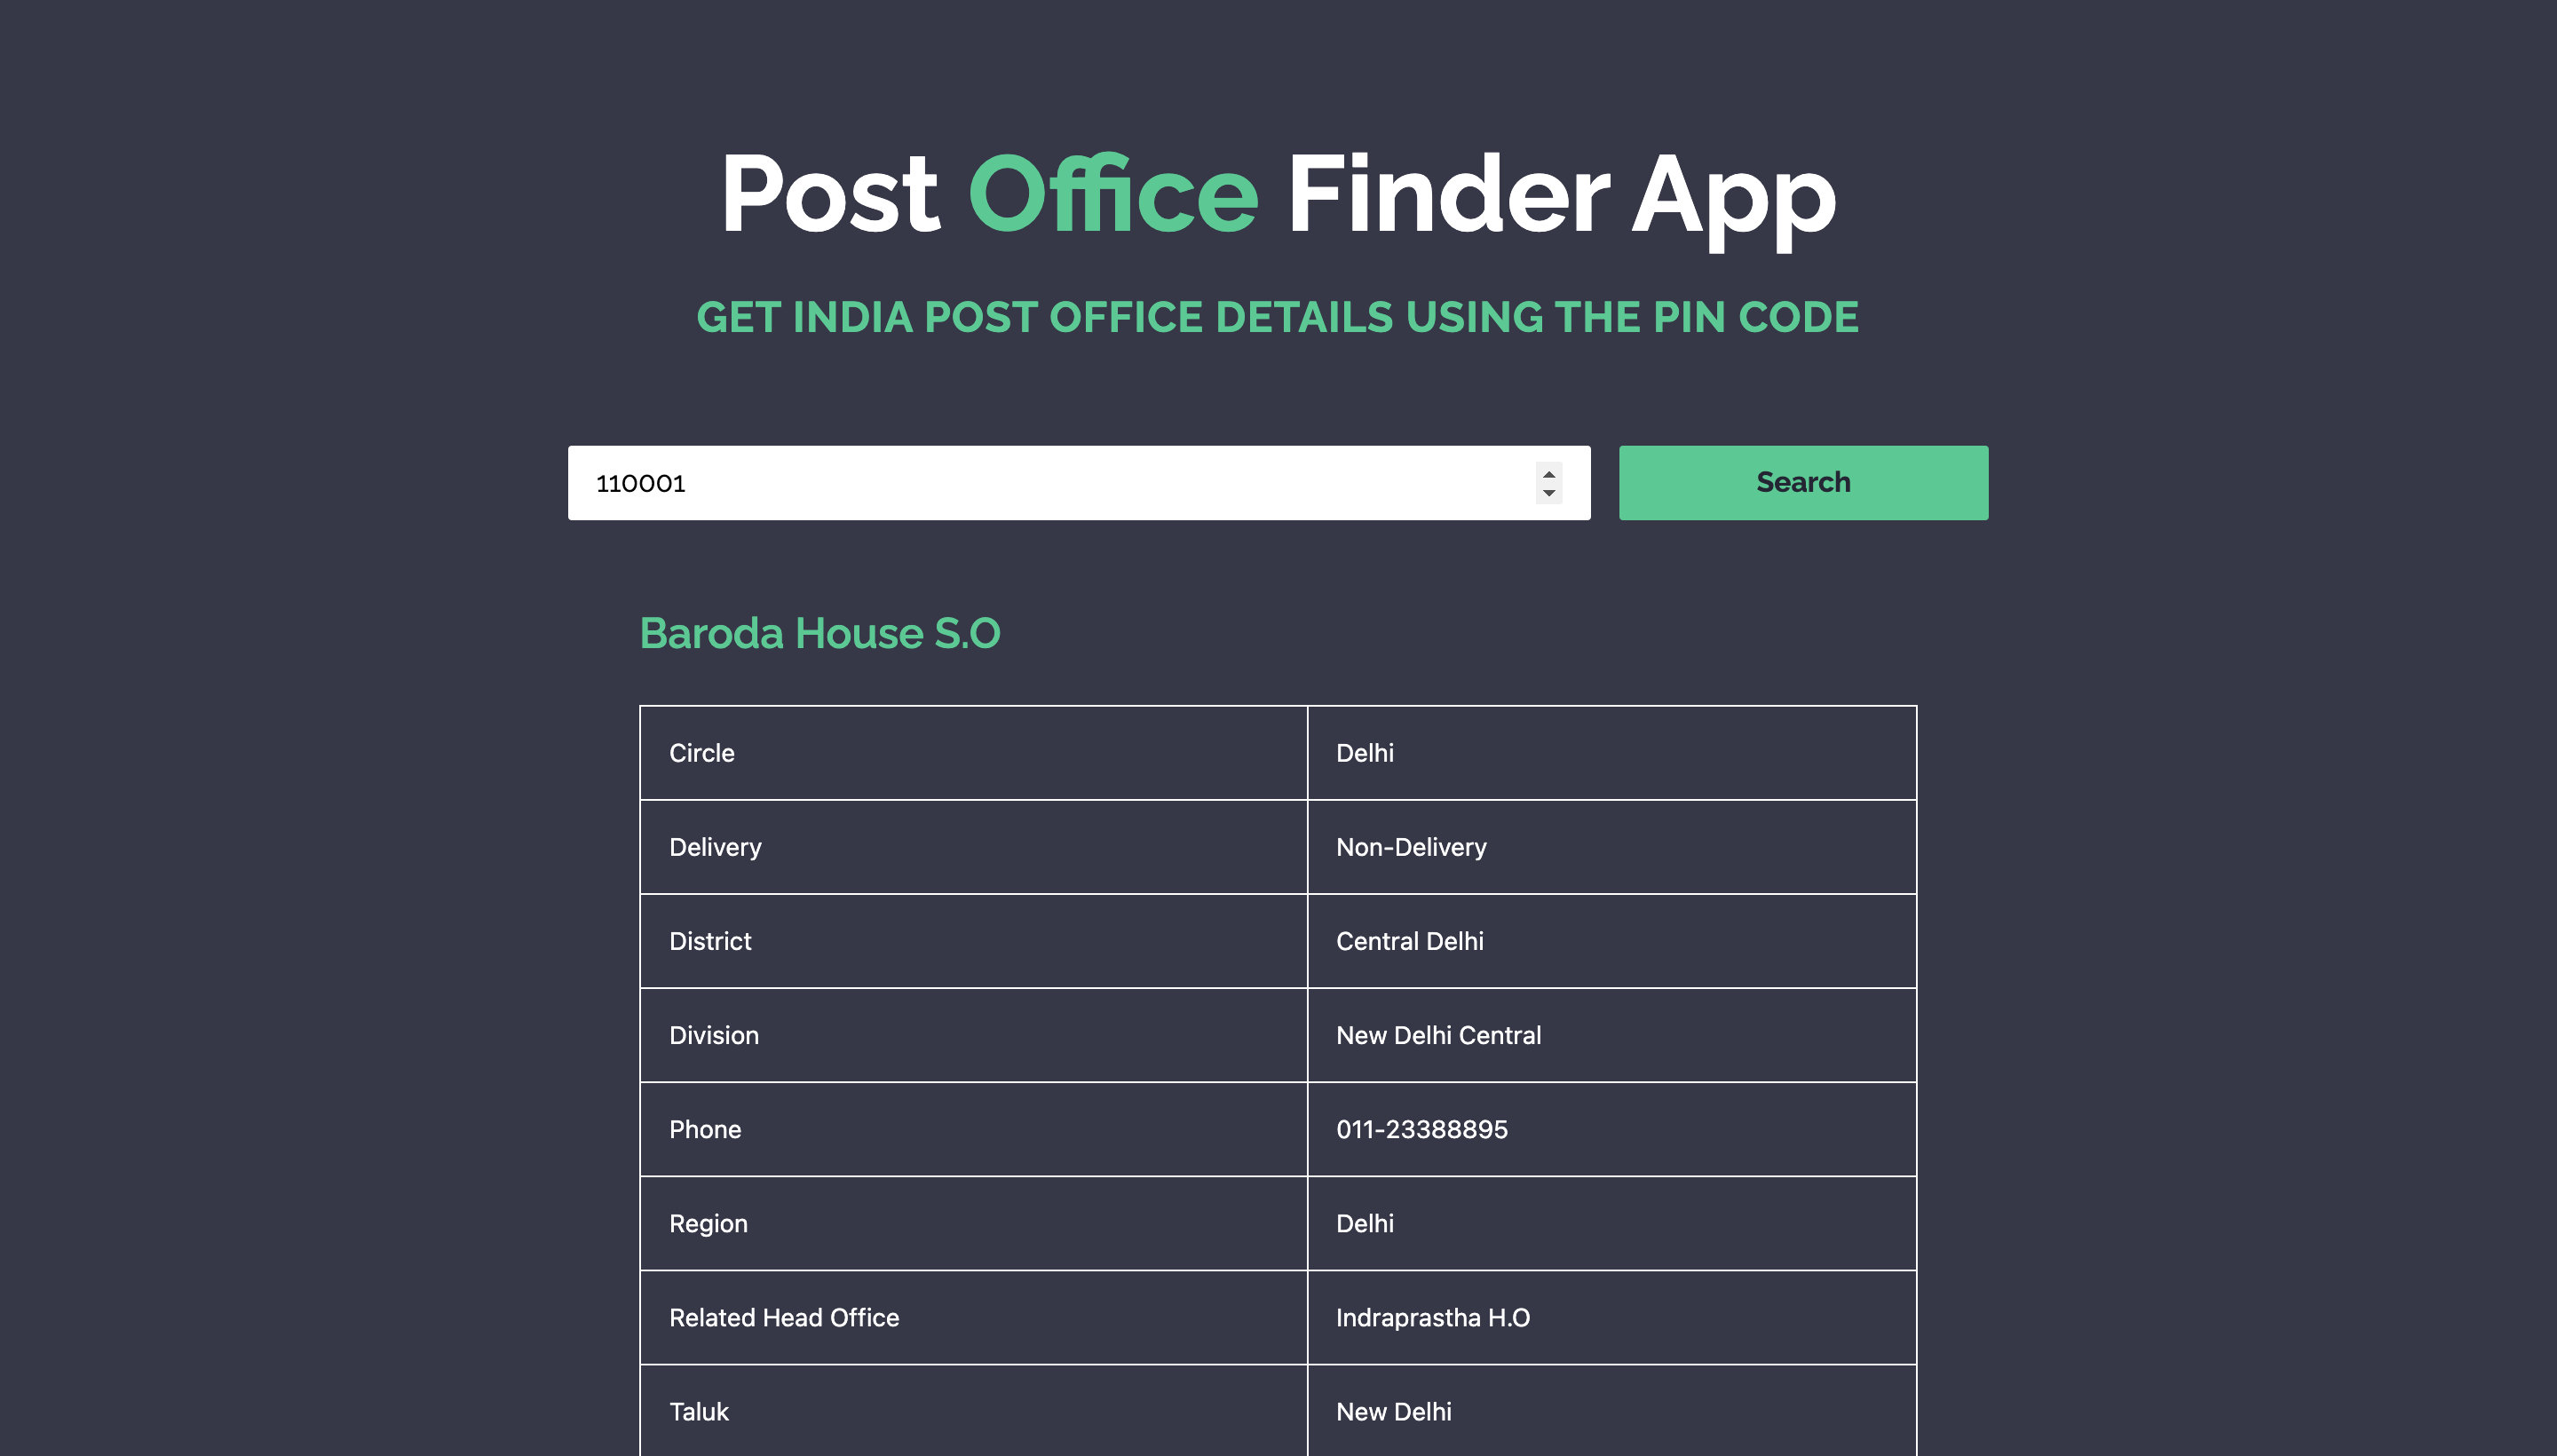 Post Office Finder App
GET INDIA POST OFFICE DETAILS USING THE PIN CODE
110001
Search
Baroda House S.O
Circle Delhi
Delivery Non-Delivery
District Central Delhi
Division New Delhi Central
Phone 011-23388895
Region Delhi
Related Head Office Indraprastha H.O
Taluk New Delhi